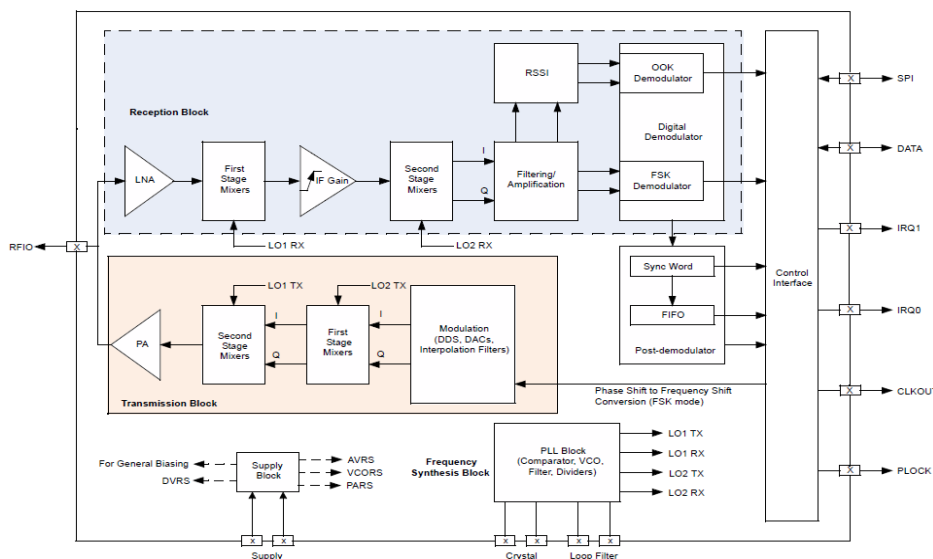 RSSI
OOK
Demodulator
SPI
Reception Block
Digital
Demodulator
DATA
LNA
First
Stage
Mixers
IF Gain
Second
Stage
Mixers
I
Q
Filtering/
Amplification
FSK
Demodulator
IRQ1
RFIO
LO1 RX
LO2 RX
Sync Word
Control
Interface
LO1 TX
LO2 TX
FIFO
IRQ0
PA
Second
Stage
Mixers
I
Q
First
Stage
Mixers
I
Q
Modulation
(DDS, DACs,
Interpolation Filters)
Post-demodulator
Transmission Block
Phase Shift to Frequency Shift
Conversion (FSK mode)
CLKOUT
For General Biasing
DVRS
Supply
Block
AVRS
VCORS
PARS
Frequency
Synthesis Block
PLL Block
(Comparator, VCO,
Filter, Dividers)
LO1 TX
LO1 RX
LO2 TX
LO2 RX
PLOCK
X
X
X
X
X
X
X
X
X
X
X
X
X
Supply
Crystal
Loop Filter